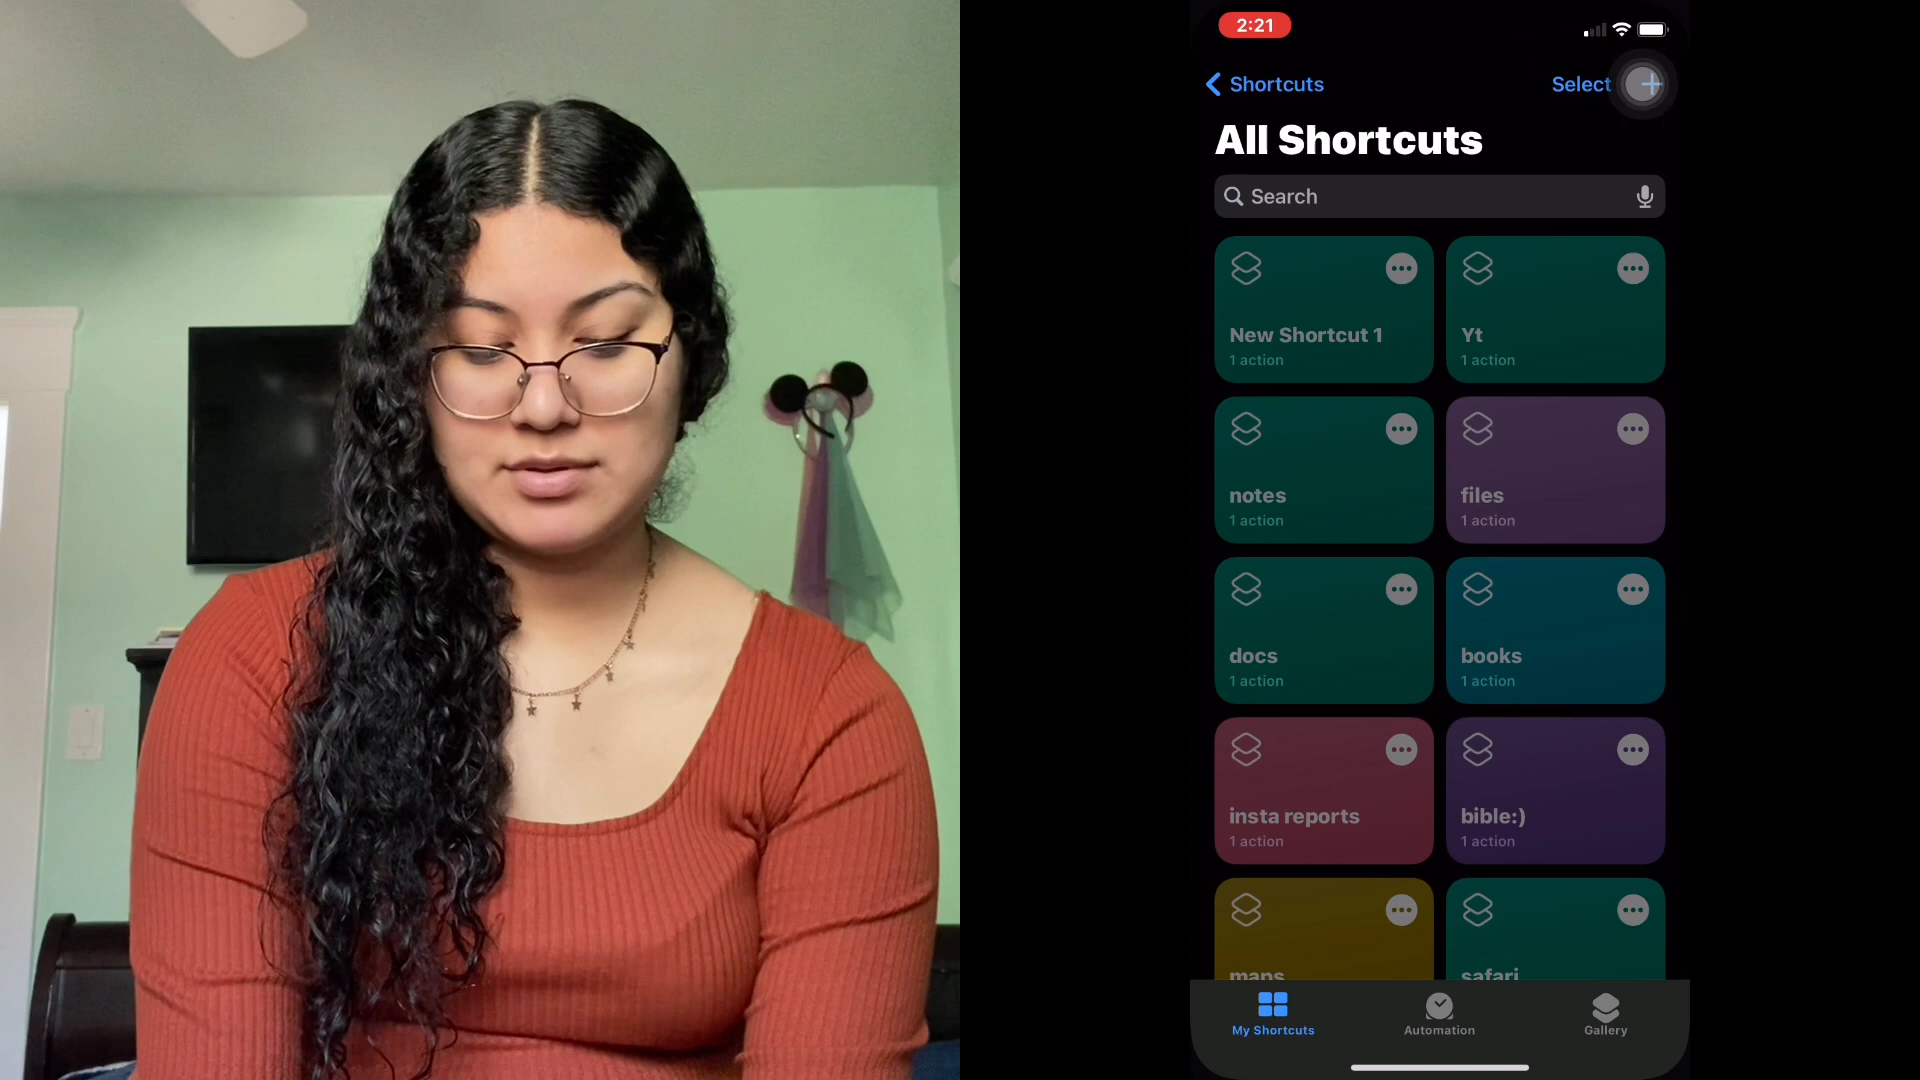 2:21
Shortcuts
Select
All Shortcuts
Search
New Shortcut 1
1 action
Yt
1 action
notes
1 action
files
1 action
docs
1 action
books
1 action
insta reports
1 action
bible:)
1 action
maps
safari
My Shortcuts
Automation
Gallery